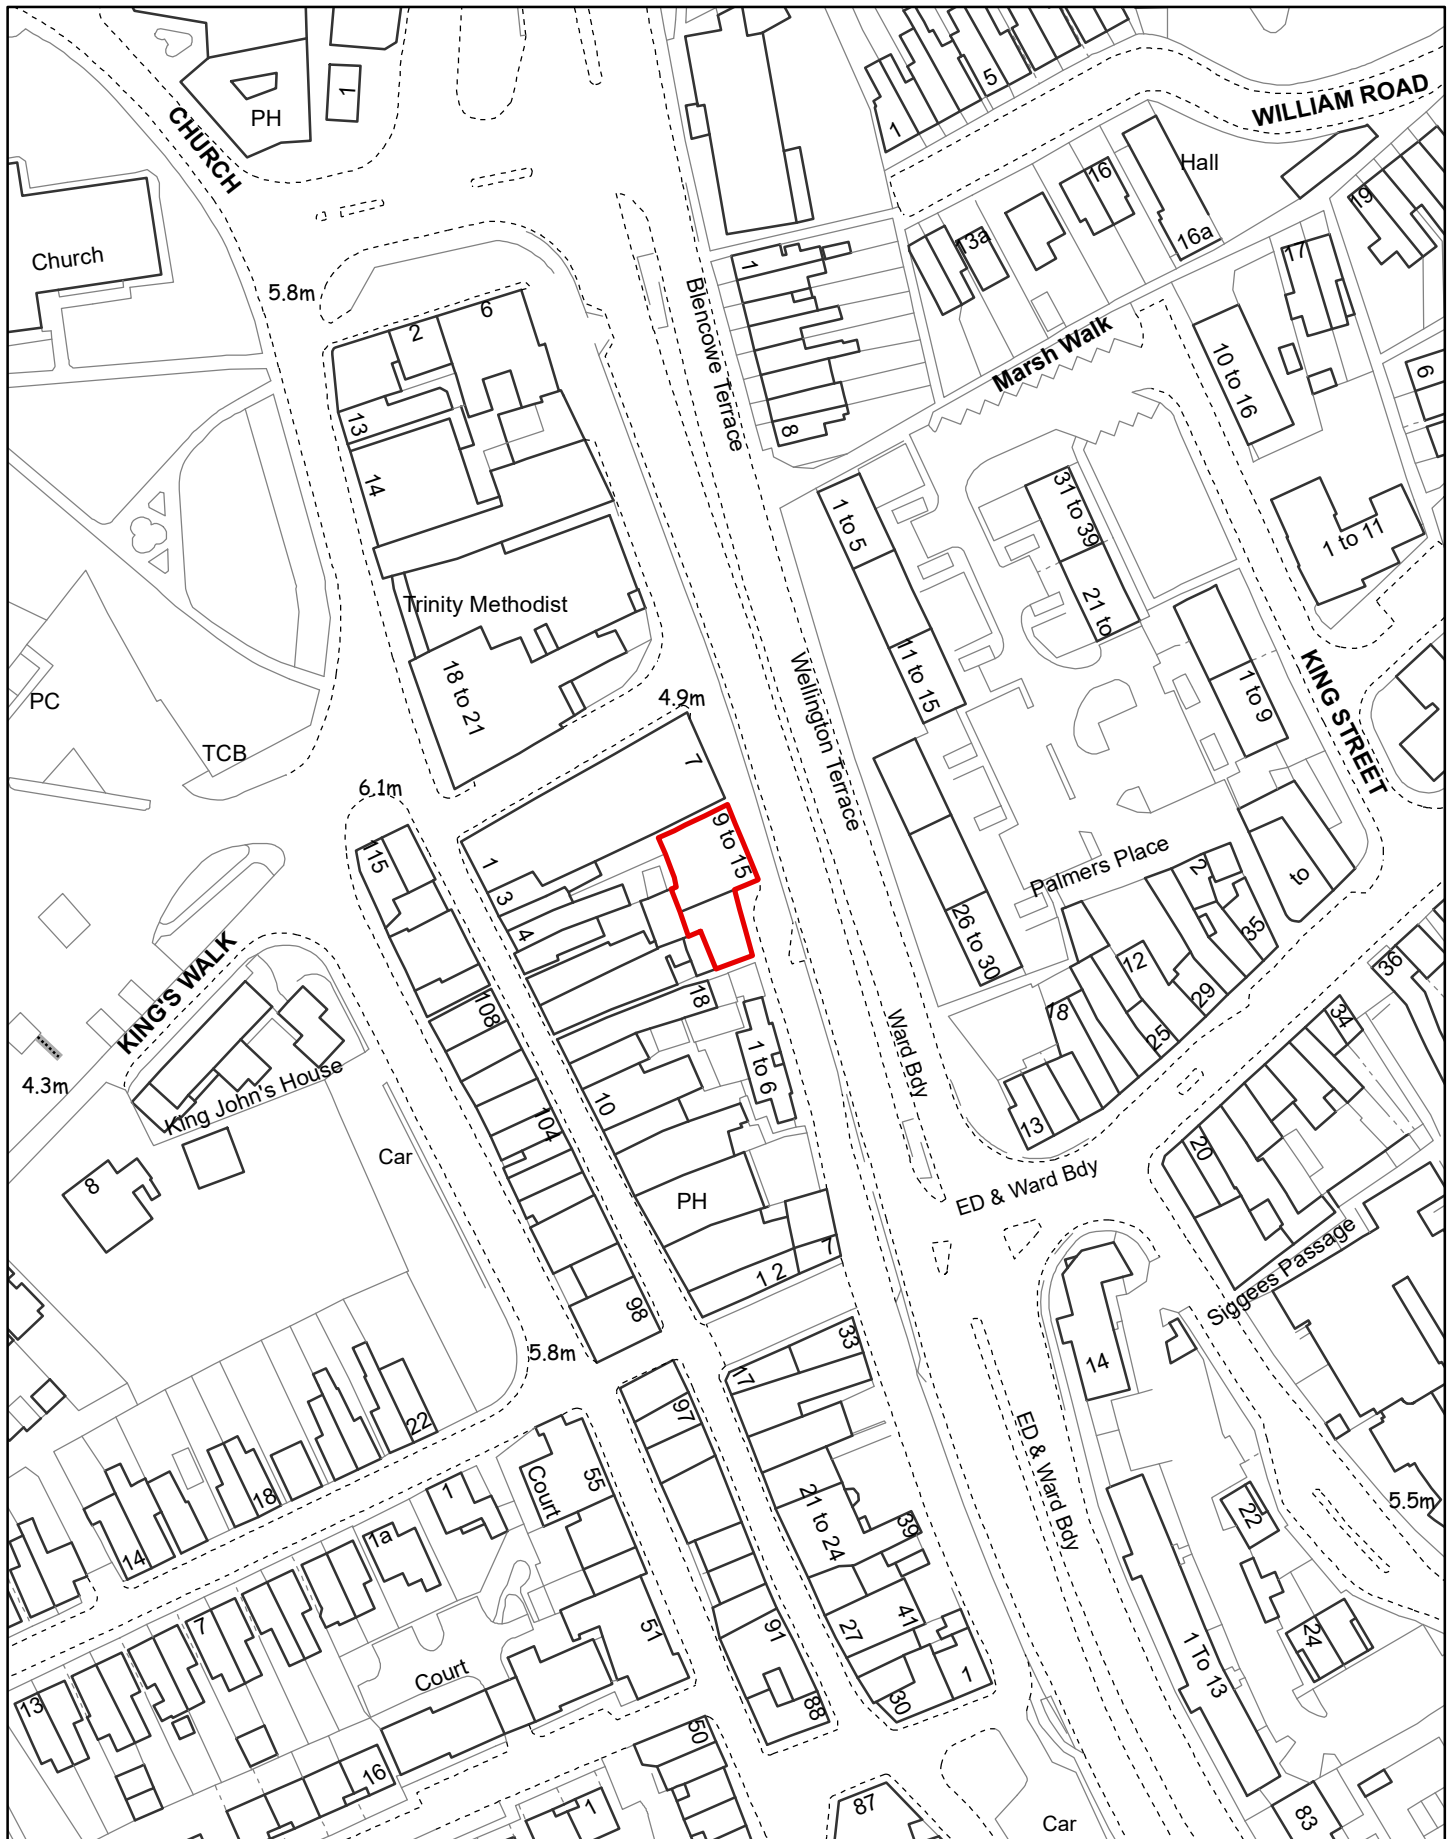 PH
1
CHURCH
Church
5.8m
2
6
13
14
Trinity Methodist
18 to 21
PC
TCB
6.1m
4.9m
7
9 to 15
1
3
4
115
KING'S WALK
King John's House
4.3m
8
Car
108
104
10
18
1 to 6
PH
1 2
7
98
5.8m
22
18
14
1
1a
7
13
Court
55
51
Court
16
50
1
97
91
88
17
33
21 to 24
39
41
27
30
1
87
Car
1
5
WILLIAM ROAD
Hall
16
16a
13a
19
17
Blencowe Terrace
1
8
Marsh Walk
10 to 16
6
1 to 5
31 to 39
21 to
11 to 15
1 to 11
Wellington Terrace
1 to 9
KING STREET
Palmers Place
26 to 30
2
to
35
12
29
25
18
13
36
34
20
Ward Bdy
ED & Ward Bdy
Siggees Passage
14
ED & Ward Bdy
22
5.5m
24
1 To 13
83